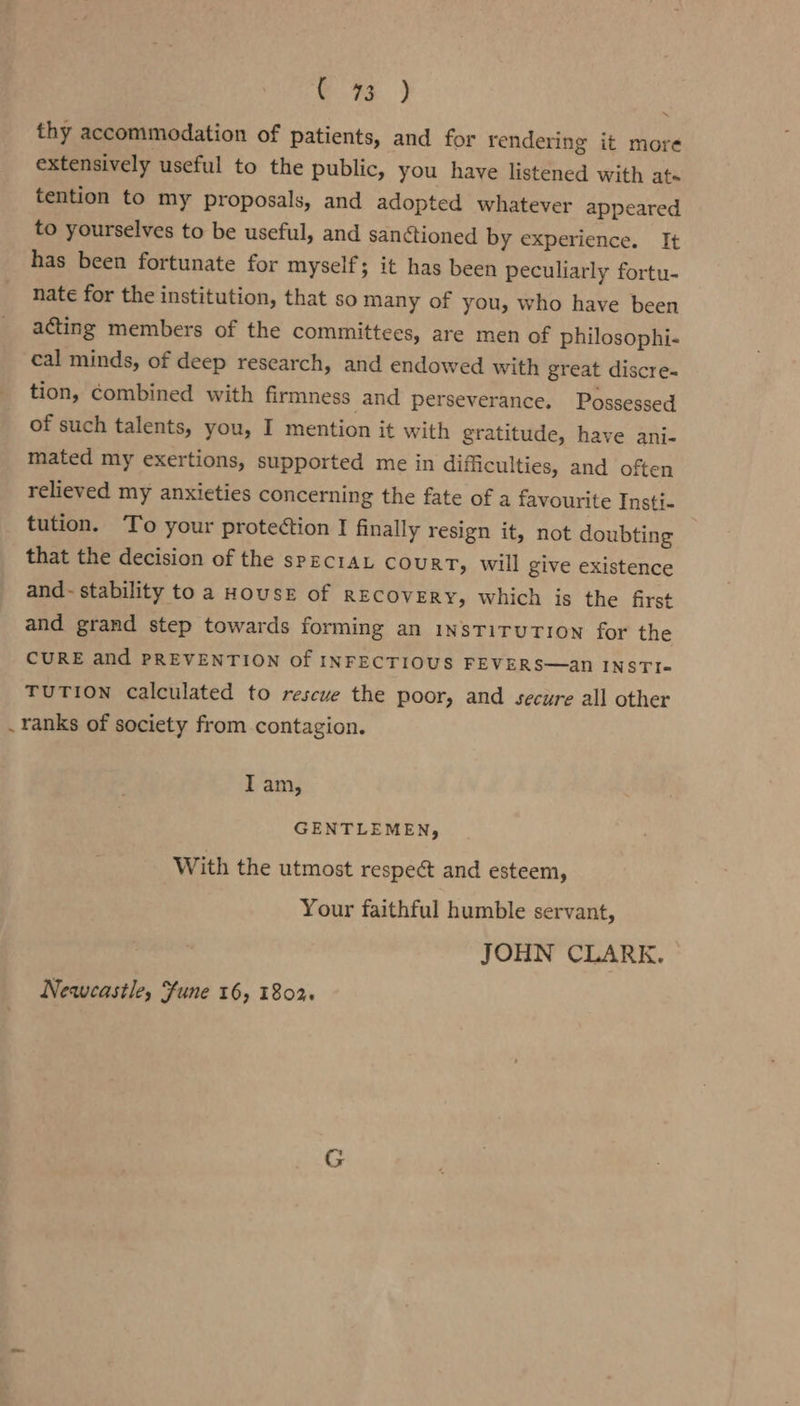 ( 73 )
thy accommodation of patients, and for rendering it more
extensively useful to the public, you have listened with at-
tention to my proposals, and adopted whatever appeared
to yourselves to be useful, and sanctioned by experience. It
has been fortunate for myself; it has been peculiarly fortu-
nate for the institution, that so many of you, who have been
acting members of the committees, are men of philosophi-
cal minds, of deep research, and endowed with great discre-
tion, combined with firmness and perseverance. Possessed
of such talents, you, I mention it with gratitude, have ani-
mated my exertions, supported me in difficulties, and often
relieved my anxieties concerning the fate of a favourite Insti-
tution. To your protection I finally resign it, not doubting
that the decision of the SPECIAL COURT, will give existence
and stability to a HOUSE of RECOVERY, which is the first
and grand step towards forming an INSTITUTION for the
CURE and PREVENTION of INFECTIOUS FEVERS—an INSTI-
TUTION calculated to rescue the poor, and secure all other
ranks of society from contagion.
I am,
GENTLEMEN,
With the utmost respect and esteem,
Your faithful humble servant,
JOHN CLARK.
Newcastle, June 16, 1802.
G